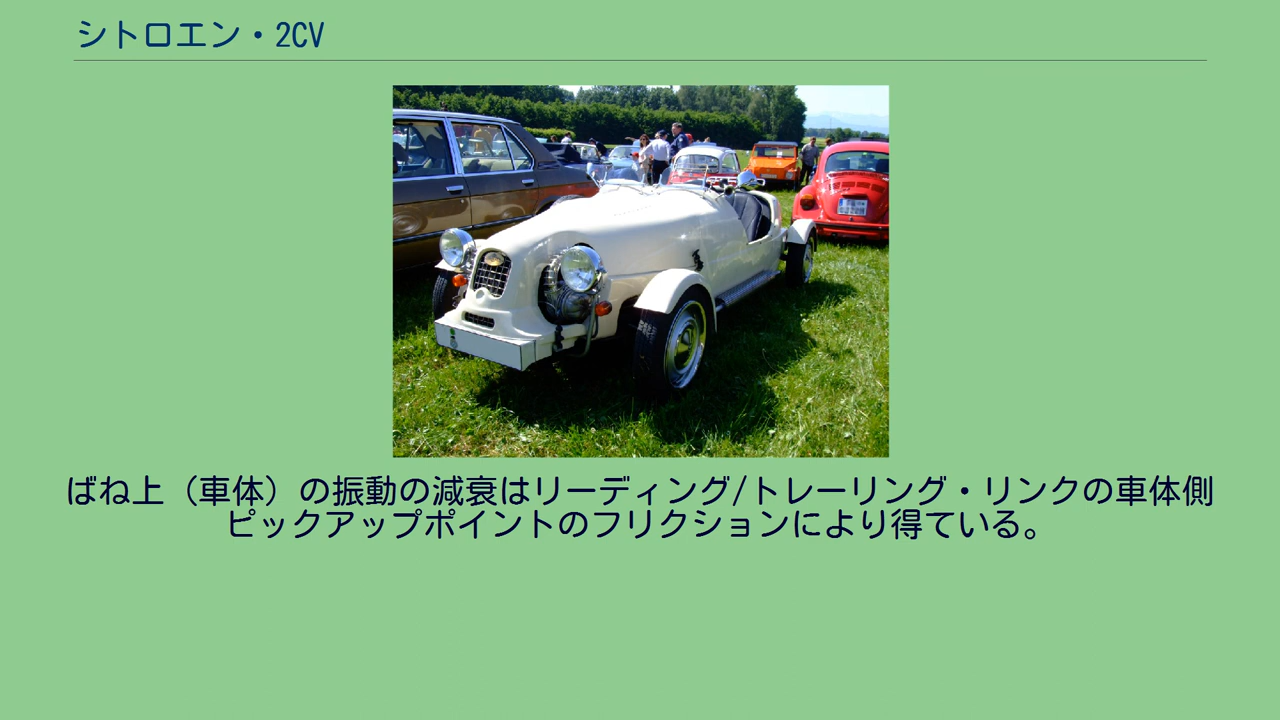 シトロエン・2CV
ばね上（車体）の振動の減衰はリーディング/トレーリング・リンクの車体側
ピックアップポイントのフリクションにより得ている。